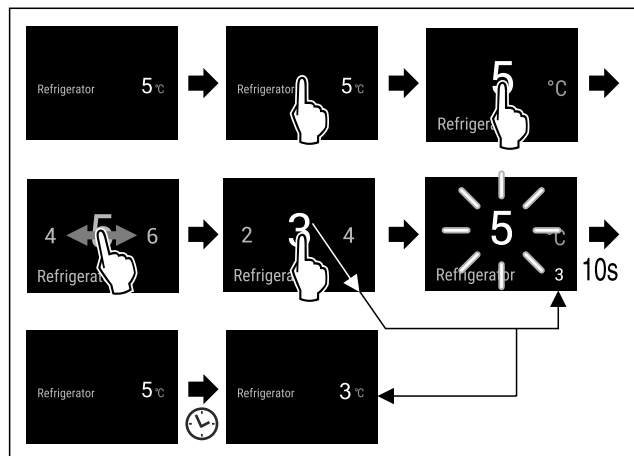 Refrigerator 5 °C
Refrigerator 5 °C
5 °C
Refrigerator
4 5 6
Refrigerator
2 3 4
Refrigerator
5 °C
Refrigerator 3
10s
Refrigerator 5 °C
Refrigerator 3 °C